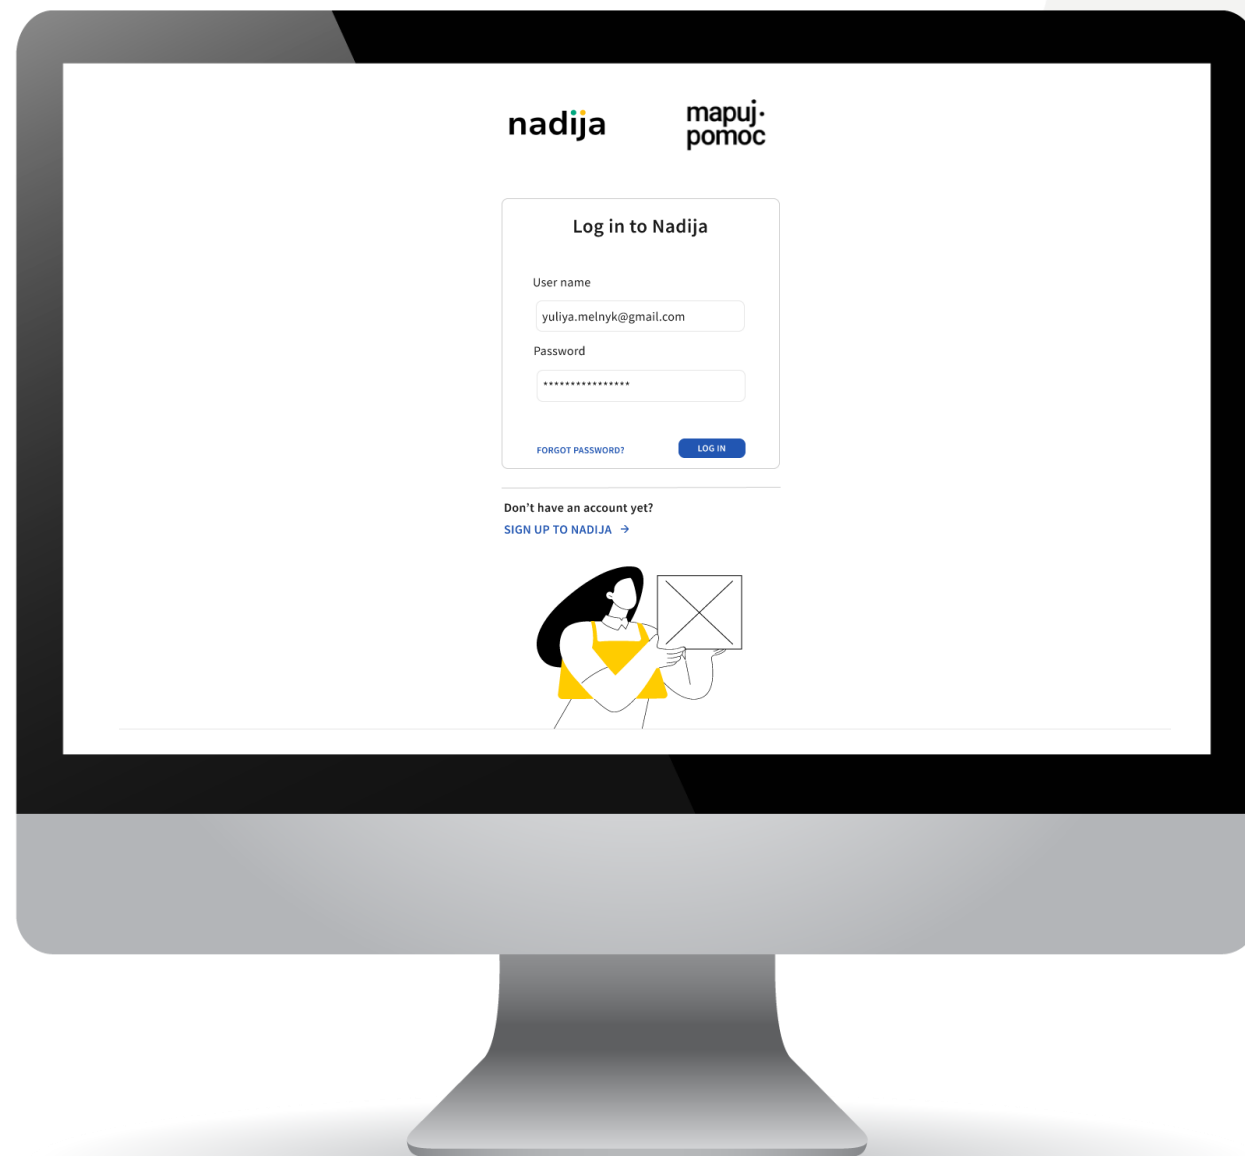 nadija
mapuj·
pomoc
Log in to Nadija
User name
yuliya.melnyk@gmail.com
Password
****************
FORGOT PASSWORD?
LOG IN
Don’t have an account yet?
SIGN UP TO NADIJA →